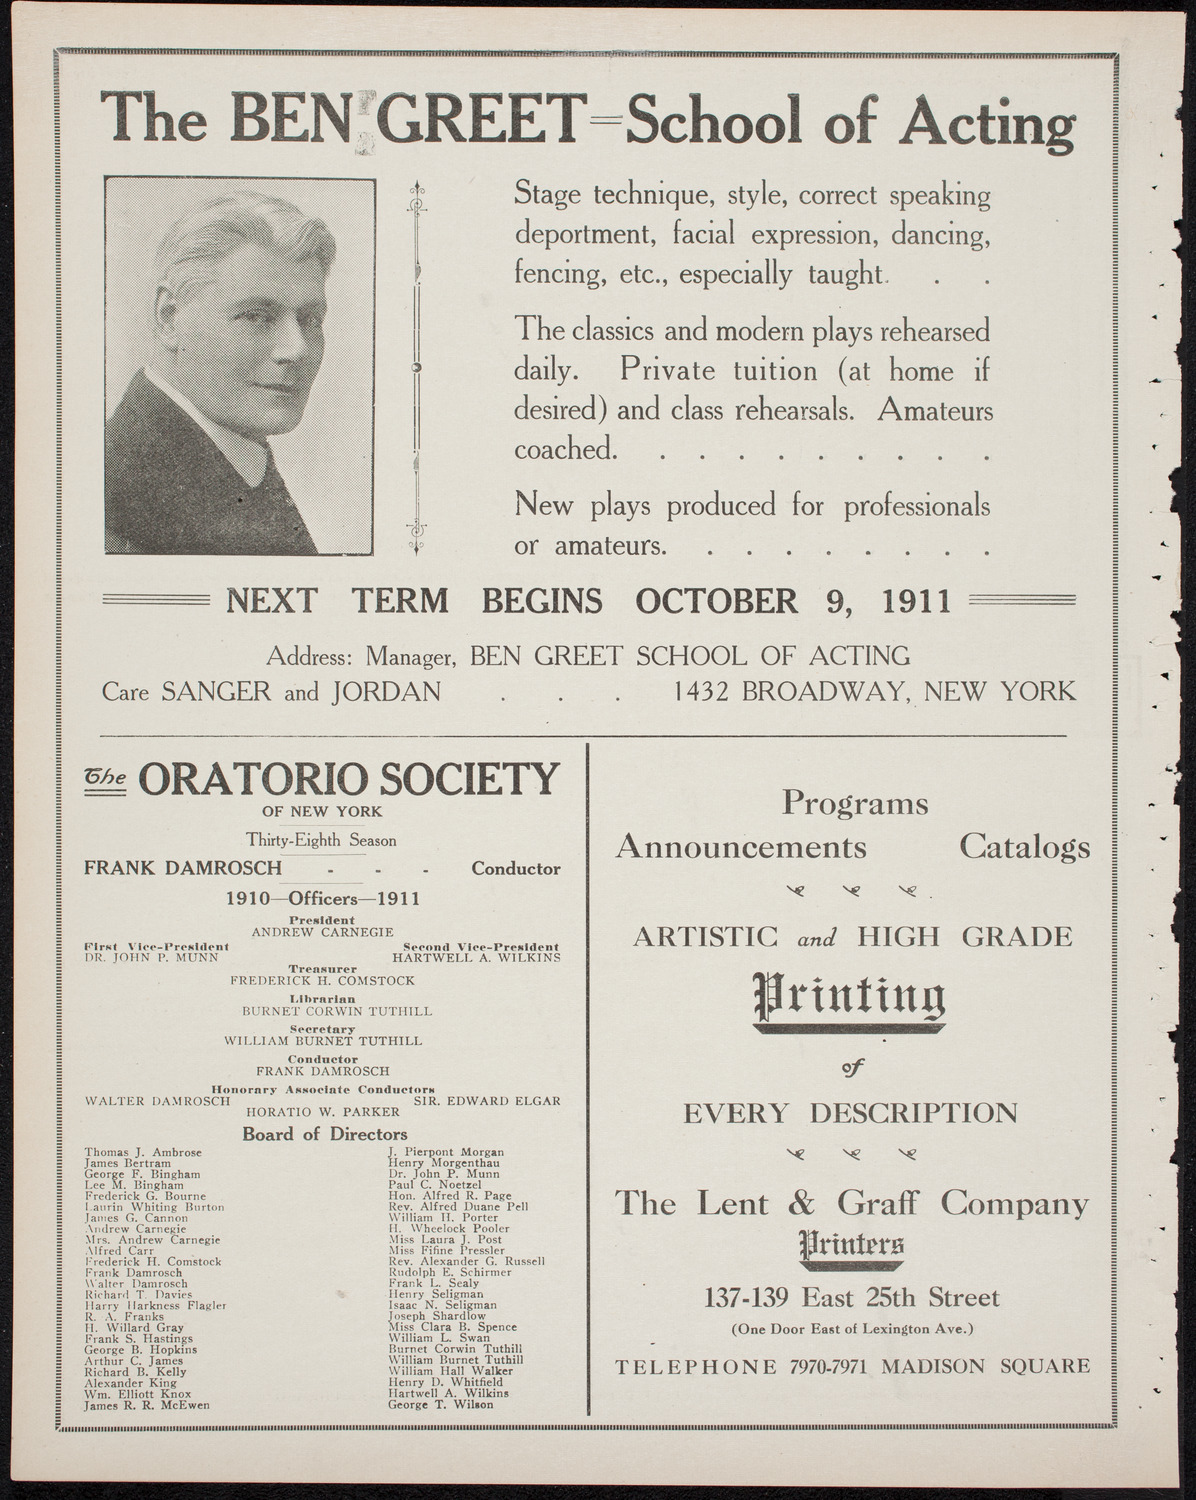 The BEN GREET=School of Acting
Stage technique, style, correct speaking
deportment, facial expression, dancing,
fencing, etc., especially taught. . .
The classics and modern plays rehearsed
daily. Private tuition (at home if
desired) and class rehearsals. Amateurs
coached. . . . . . . . . .
New plays produced for professionals
or amateurs. . . . . . . . .
NEXT TERM BEGINS OCTOBER 9, 1911
Address: Manager, BEN GREET SCHOOL OF ACTING
Care SANGER and JORDAN . . . 1432 BROADWAY, NEW YORK
The ORATORIO SOCIETY
OF NEW YORK
Thirty-Eighth Season
FRANK DAMROSCH - - - Conductor
1910—Officers—1911
President
ANDREW CARNEGIE
First Vice-President Second Vice-President
DR. JOHN P. MUNN HARTWELL A. WILKINS
Treasurer
FREDERICK H. COMSTOCK
Librarian
BURNET CORWIN TUTHILL
Secretary
WILLIAM BURNET TUTHILL
Conductor
FRANK DAMROSCH
Honorary Associate Conductors
WALTER DAMROSCH SIR. EDWARD ELGAR
HORATIO W. PARKER
Board of Directors
Thomas J. Ambrose
James Bertram
George F. Bingham
Lee M. Bingham
Frederick G. Bourne
Laurin Whiting Burton
James G. Cannon
Andrew Carnegie
Mrs. Andrew Carnegie
Alfred Carr
Frederick H. Comstock
Frank Damrosch
Walter Damrosch
Richard T. Davies
Harry Harkness Flagler
R. A. Franks
H. Willard Gray
Frank S. Hastings
George B. Hopkins
Arthur C. James
Richard B. Kelly
Alexander King
Wm. Elliott Knox
James R. R. McEwen
J. Pierpont Morgan
Henry Morgenthau
Dr. John P. Munn
Paul C. Noetzel
Hon. Alfred R. Page
Rev. Alfred Duane Pell
William H. Porter
H. Wheelock Pooler
Miss Laura J. Post
Miss Fifine Pressler
Rev. Alexander G. Russell
Rudolph E. Schirmer
Frank L. Sealy
Henry Seligman
Isaac N. Seligman
Joseph Shardlow
Miss Clara B. Spence
William L. Swan
Burnet Corwin Tuthill
William Burnet Tuthill
William Hall Walker
Henry D. Whitfield
Hartwell A. Wilkins
George T. Wilson
Programs
Announcements Catalogs
ARTISTIC and HIGH GRADE
Printing
of
EVERY DESCRIPTION
The Lent & Graff Company
Printers
137-139 East 25th Street
(One Door East of Lexington Ave.)
TELEPHONE 7970-7971 MADISON SQUARE